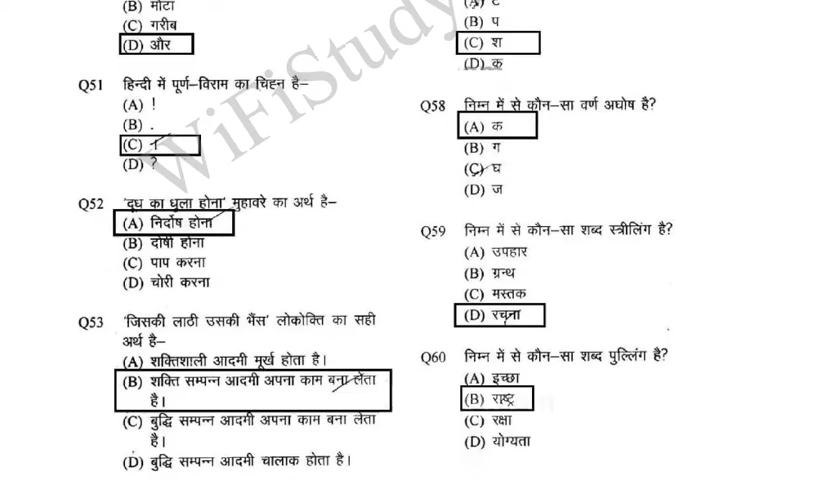 (B) मोटा
(C) गरीब
(D) और
Q51 हिन्दी में पूर्ण-विराम का चिह्न है-
(A) !
(B) .
(C) ।
(D) ?
Q52 'दूध का धुला होना' मुहावरे का अर्थ है-
(A) निर्दोष होना
(B) दोषी होना
(C) पाप करना
(D) चोरी करना
Q53 'जिसकी लाठी उसकी भैंस' लोकोक्ति का सही
अर्थ है-
(A) शक्तिशाली आदमी मूर्ख होता है।
(B) शक्ति सम्पन्न आदमी अपना काम बना लेता
है।
(C) बुद्धि सम्पन्न आदमी अपना काम बना लेता
है।
(D) बुद्धि सम्पन्न आदमी चालाक होता है।
(A) ट
(B) प
(C) श
(D) क
Q58 निम्न में से कौन-सा वर्ण अघोष है?
(A) क
(B) ग
(C) घ
(D) ज
Q59 निम्न में से कौन-सा शब्द स्त्रीलिंग है?
(A) उपहार
(B) ग्रन्थ
(C) मस्तक
(D) रचना
Q60 निम्न में से कौन-सा शब्द पुल्लिंग है?
(A) इच्छा
(B) राष्ट्र
(C) रक्षा
(D) योग्यता
WiFiStudy